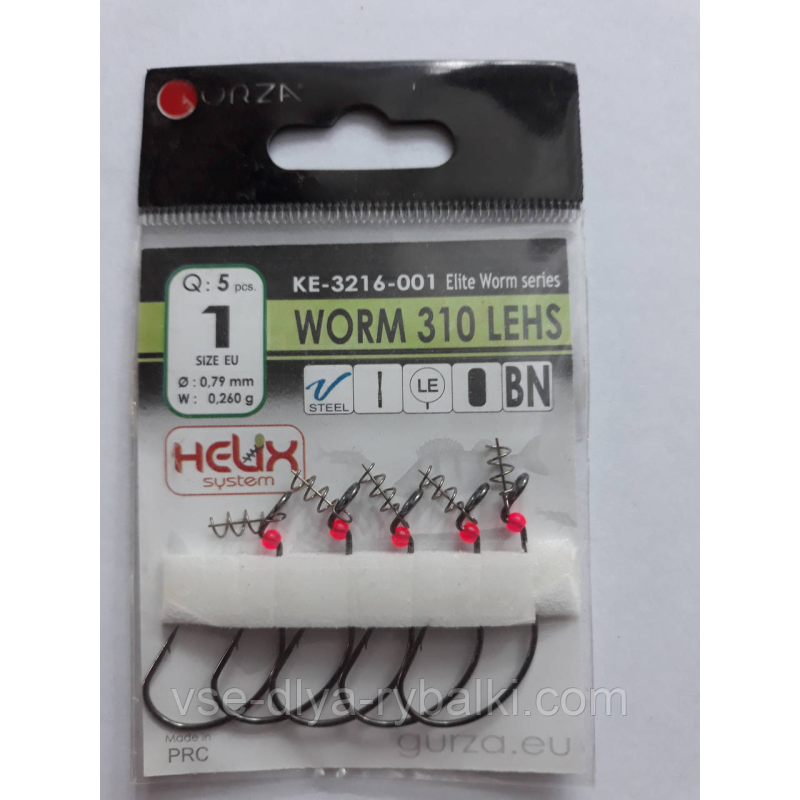 GURZA
Q: 5 pcs.
1
SIZE EU
Ø : 0,79 mm
W : 0,260 g
KE-3216-001 Elite Worm series
WORM 310 LEHS
STEEL
LE
BN
HELIX
system
vse-dlya-rybalki.com
Made in
PRC
gurza.eu